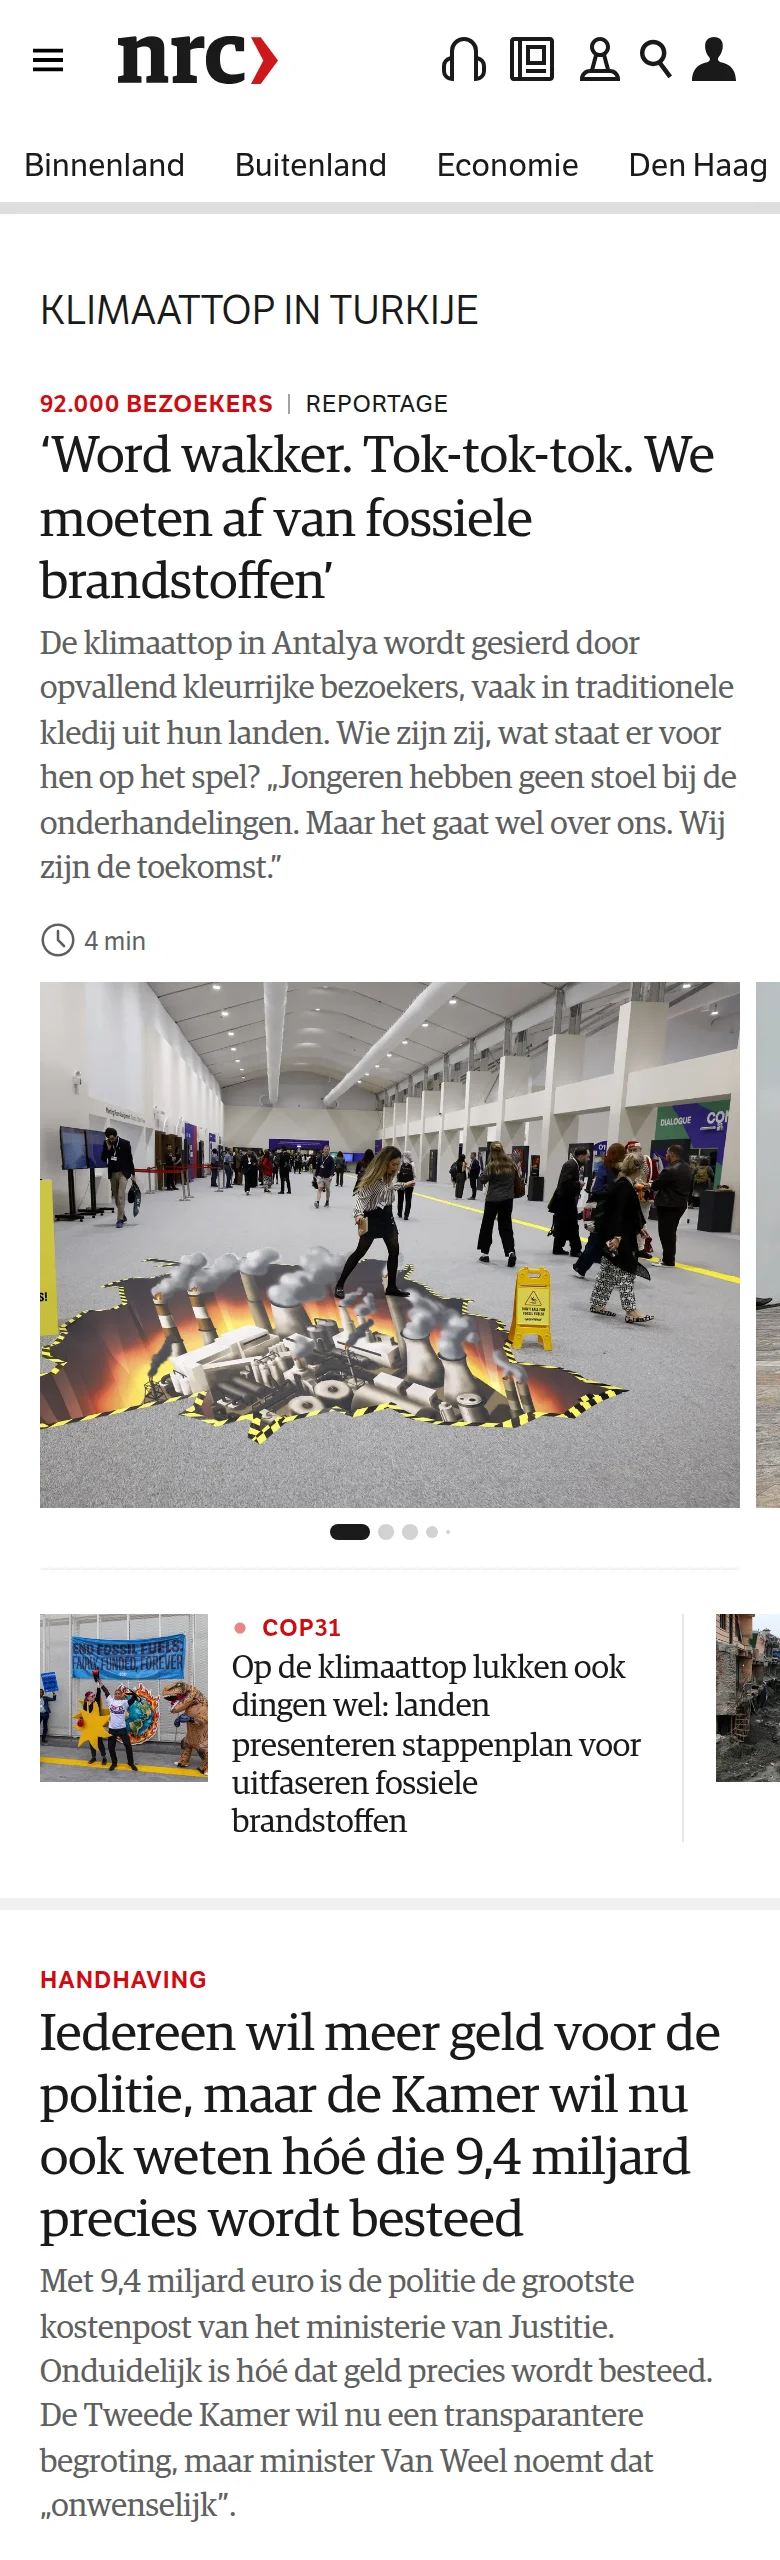 nrc
Binnenland Buitenland Economie Den Haag
KLIMAATTOP IN TURKIJE
92.000 BEZOEKERS | REPORTAGE
‘Word wakker. Tok-tok-tok. We
moeten af van fossiele
brandstoffen’
De klimaattop in Antalya wordt gesierd door
opvallend kleurrijke bezoekers, vaak in traditionele
kledij uit hun landen. Wie zijn zij, wat staat er voor
hen op het spel? „Jongeren hebben geen stoel bij de
onderhandelingen. Maar het gaat wel over ons. Wij
zijn de toekomst.”
4 min
DIALOGUE
COP31
END FOSSIL FUELS.
FUNDED, FOREVER
Op de klimaattop lukken ook
dingen wel: landen
presenteren stappenplan voor
uitfaseren fossiele
brandstoffen
HANDHAVING
Iedereen wil meer geld voor de
politie, maar de Kamer wil nu
ook weten hóé die 9,4 miljard
precies wordt besteed
Met 9,4 miljard euro is de politie de grootste
kostenpost van het ministerie van Justitie.
Onduidelijk is hóé dat geld precies wordt besteed.
De Tweede Kamer wil nu een transparantere
begroting, maar minister Van Weel noemt dat
„onwenselijk”.